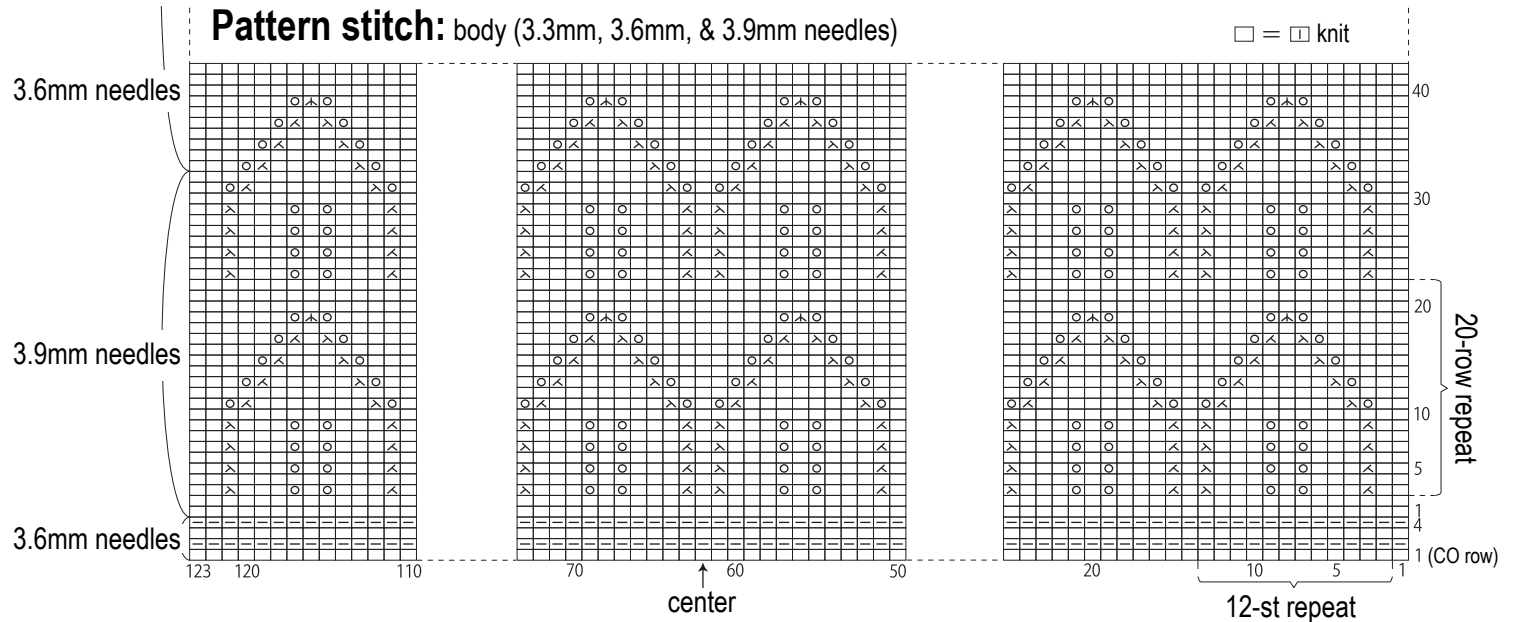 Pattern stitch: body (3.3mm, 3.6mm, & 3.9mm needles)
□ = 〡 knit
3.6mm needles
3.9mm needles
3.6mm needles
40
30
20
10
5
1
4
1 (CO row)
20-row repeat
123 120 110 70 60 50 20 10 5 1
center
12-st repeat